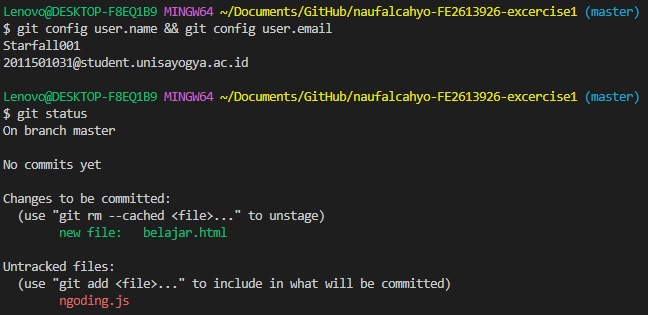 Lenovo@DESKTOP-F8EQ1B9 MINGW64 ~/Documents/GitHub/naufalcahyo-FE2613926-excercise1 (master)
$ git config user.name && git config user.email
Starfall001
2011501031@student.unisayogya.ac.id
Lenovo@DESKTOP-F8EQ1B9 MINGW64 ~/Documents/GitHub/naufalcahyo-FE2613926-excercise1 (master)
$ git status
On branch master
No commits yet
Changes to be committed:
(use "git rm --cached <file>..." to unstage)
new file:   belajar.html
Untracked files:
(use "git add <file>..." to include in what will be committed)
ngoding.js